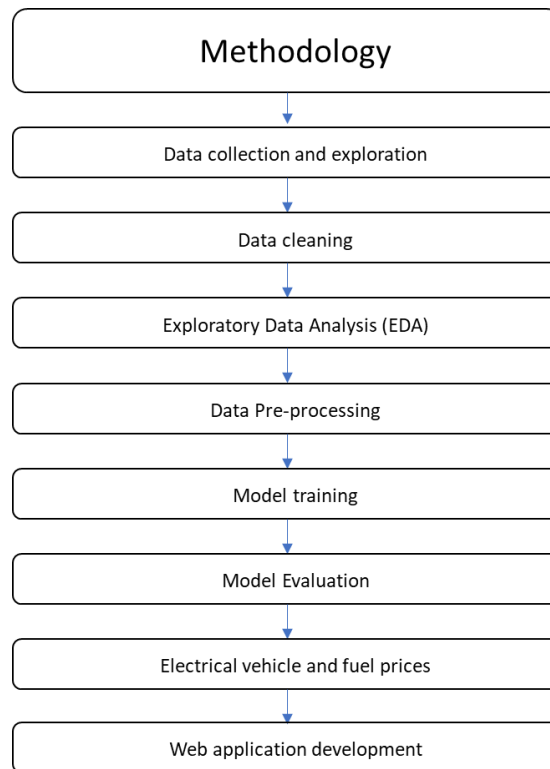 Methodology
Data collection and exploration
Data cleaning
Exploratory Data Analysis (EDA)
Data Pre-processing
Model training
Model Evaluation
Electrical vehicle and fuel prices
Web application development